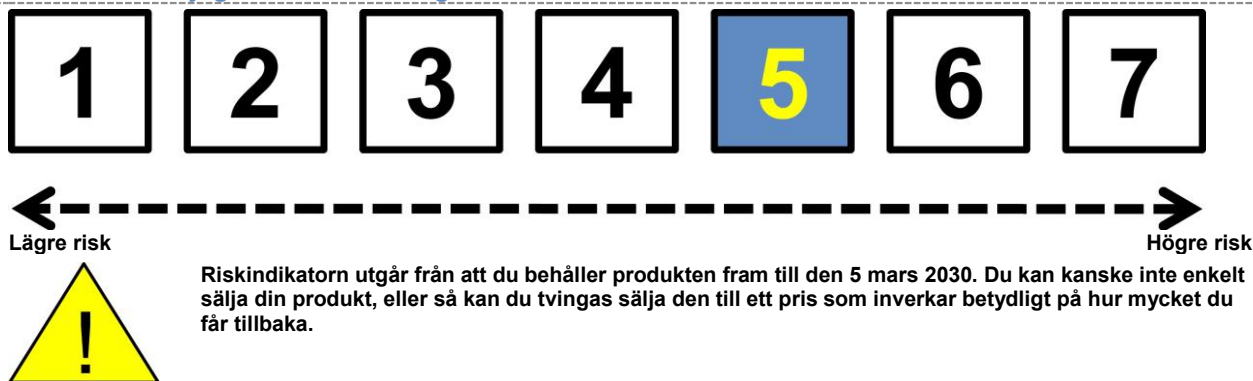 1 2 3 4 5 6 7
Lägre risk Högre risk
Riskindikatorn utgår från att du behåller produkten fram till den 5 mars 2030. Du kan kanske inte enkelt
sälja din produkt, eller så kan du tvingas sälja den till ett pris som inverkar betydligt på hur mycket du
får tillbaka.
!